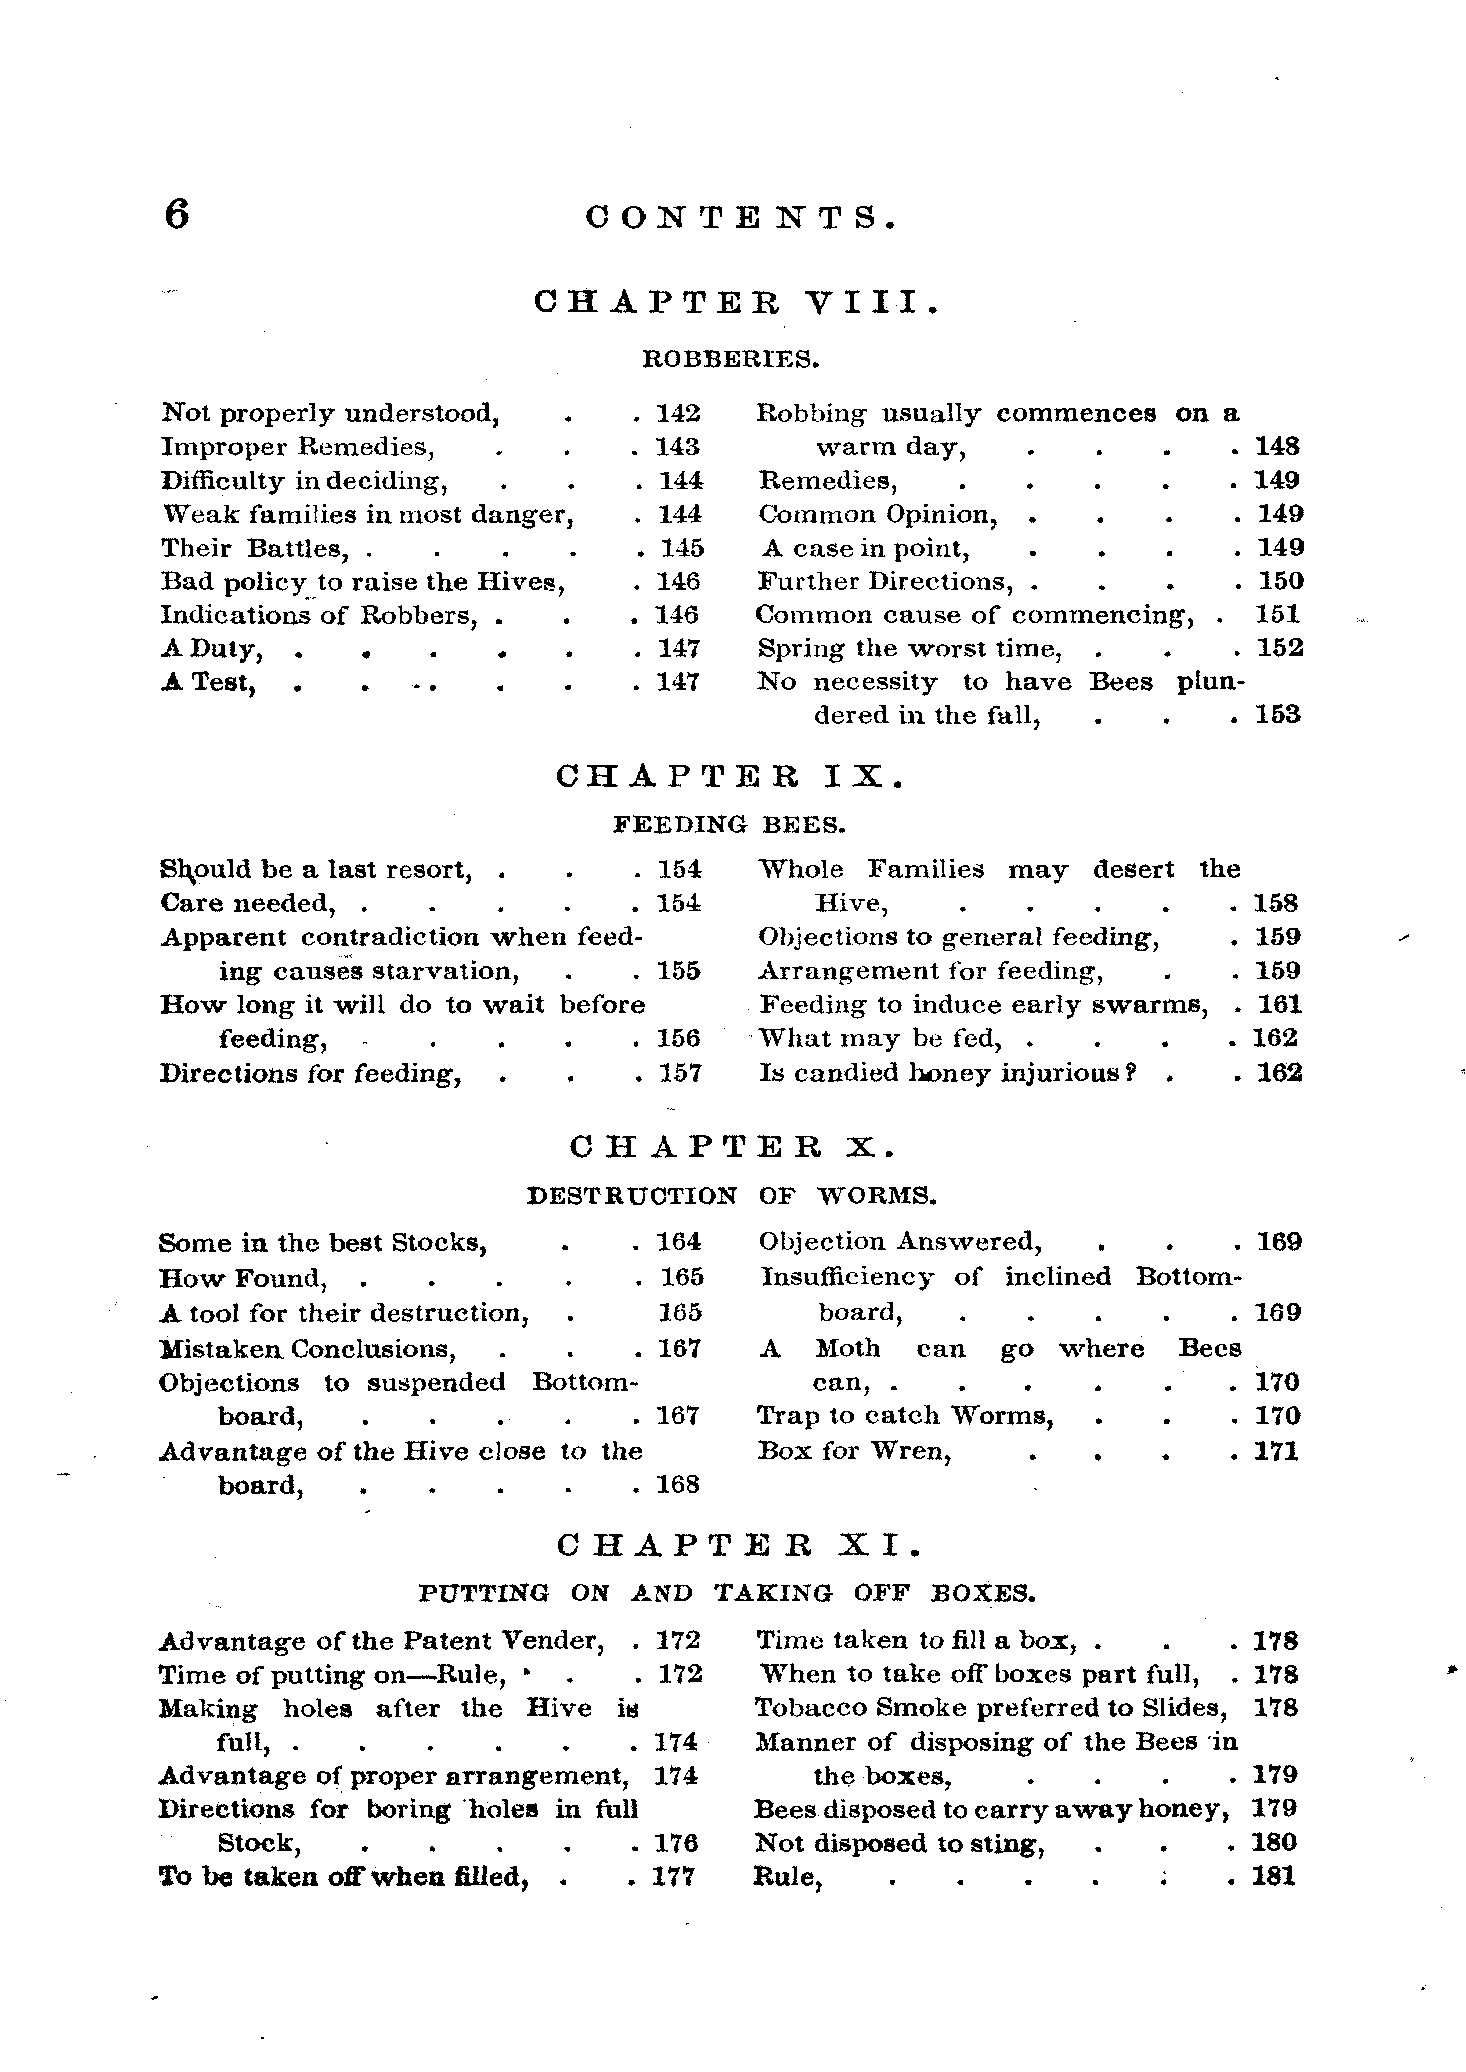 6 CONTENTS.
CHAPTER VIII.
ROBBERIES.
Not properly understood, . . 142
Improper Remedies, . . . 143
Difficulty in deciding, . . . 144
Weak families in most danger, . 144
Their Battles, . . . . . 145
Bad policy to raise the Hives, . 146
Indications of Robbers, . . . 146
A Duty, . . . . . . 147
A Test, . . . . . . 147
Robbing usually commences on a
warm day, . . . . 148
Remedies, . . . . . 149
Common Opinion, . . . . 149
A case in point, . . . . 149
Further Directions, . . . . 150
Common cause of commencing, . 151
Spring the worst time, . . . 152
No necessity to have Bees plun-
dered in the fall, . . . 153
CHAPTER IX.
FEEDING BEES.
Should be a last resort, . . . 154
Care needed, . . . . . 154
Apparent contradiction when feed-
ing causes starvation, . . 155
How long it will do to wait before
feeding, . . . . . 156
Directions for feeding, . . . 157
Whole Families may desert the
Hive, . . . . . 158
Objections to general feeding, . 159
Arrangement for feeding, . . 159
Feeding to induce early swarms, . 161
What may be fed, . . . . 162
Is candied honey injurious? . . 162
CHAPTER X.
DESTRUCTION OF WORMS.
Some in the best Stocks, . . 164
How Found, . . . . . 165
A tool for their destruction, . 165
Mistaken Conclusions, . . . 167
Objections to suspended Bottom-
board, . . . . . 167
Advantage of the Hive close to the
board, . . . . . 168
Objection Answered, . . . 169
Insufficiency of inclined Bottom-
board, . . . . . 169
A Moth can go where Bees
can, . . . . . . 170
Trap to catch Worms, . . . 170
Box for Wren, . . . . 171
CHAPTER XI.
PUTTING ON AND TAKING OFF BOXES.
Advantage of the Patent Vender, . 172
Time of putting on—Rule, . . . 172
Making holes after the Hive is
full, . . . . . . 174
Advantage of proper arrangement, 174
Directions for boring holes in full
Stock, . . . . . 176
To be taken off when filled, . . 177
Time taken to fill a box, . . . 178
When to take off boxes part full, . 178
Tobacco Smoke preferred to Slides, 178
Manner of disposing of the Bees in
the boxes, . . . . 179
Bees disposed to carry away honey, 179
Not disposed to sting, . . . 180
Rule, . . . . . . 181